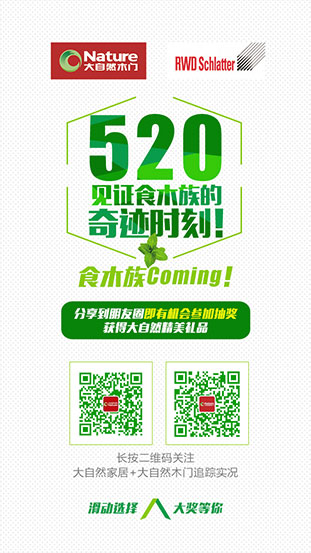 Nature
大自然木门
RWD Schlatter
520
见证食木族的
奇迹时刻！
食木族Coming！
分享到朋友圈即有机会参加抽奖
获得大自然精美礼品
长按二维码关注
大自然家居+大自然木门追踪实况
滑动选择 大奖等你